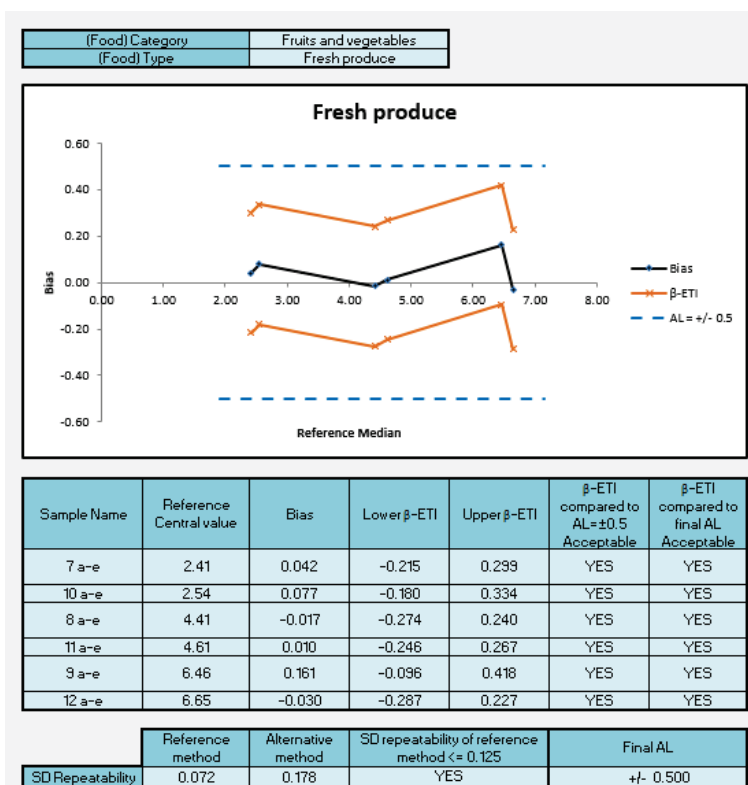 (Food) Category Fruits and vegetables
(Food) Type Fresh produce
Fresh produce
0.60
0.40
0.20
0.00
-0.20
-0.40
-0.60
0.00 1.00 2.00 3.00 4.00 5.00 6.00 7.00 8.00
Bias
Reference Median
Bias
β-ETI
AL = +/- 0.5
Sample Name Reference Central value Bias Lower β-ETI Upper β-ETI β-ETI compared to AL=±0.5 Acceptable β-ETI compared to final AL Acceptable
7 a-e 2.41 0.042 -0.215 0.299 YES YES
10 a-e 2.54 0.077 -0.180 0.334 YES YES
8 a-e 4.41 -0.017 -0.274 0.240 YES YES
11 a-e 4.61 0.010 -0.246 0.267 YES YES
9 a-e 6.46 0.161 -0.096 0.418 YES YES
12 a-e 6.65 -0.030 -0.287 0.227 YES YES
Reference method Alternative method SD repeatability of reference method <= 0.125 Final AL
SD Repeatability 0.072 0.178 YES +/- 0.500